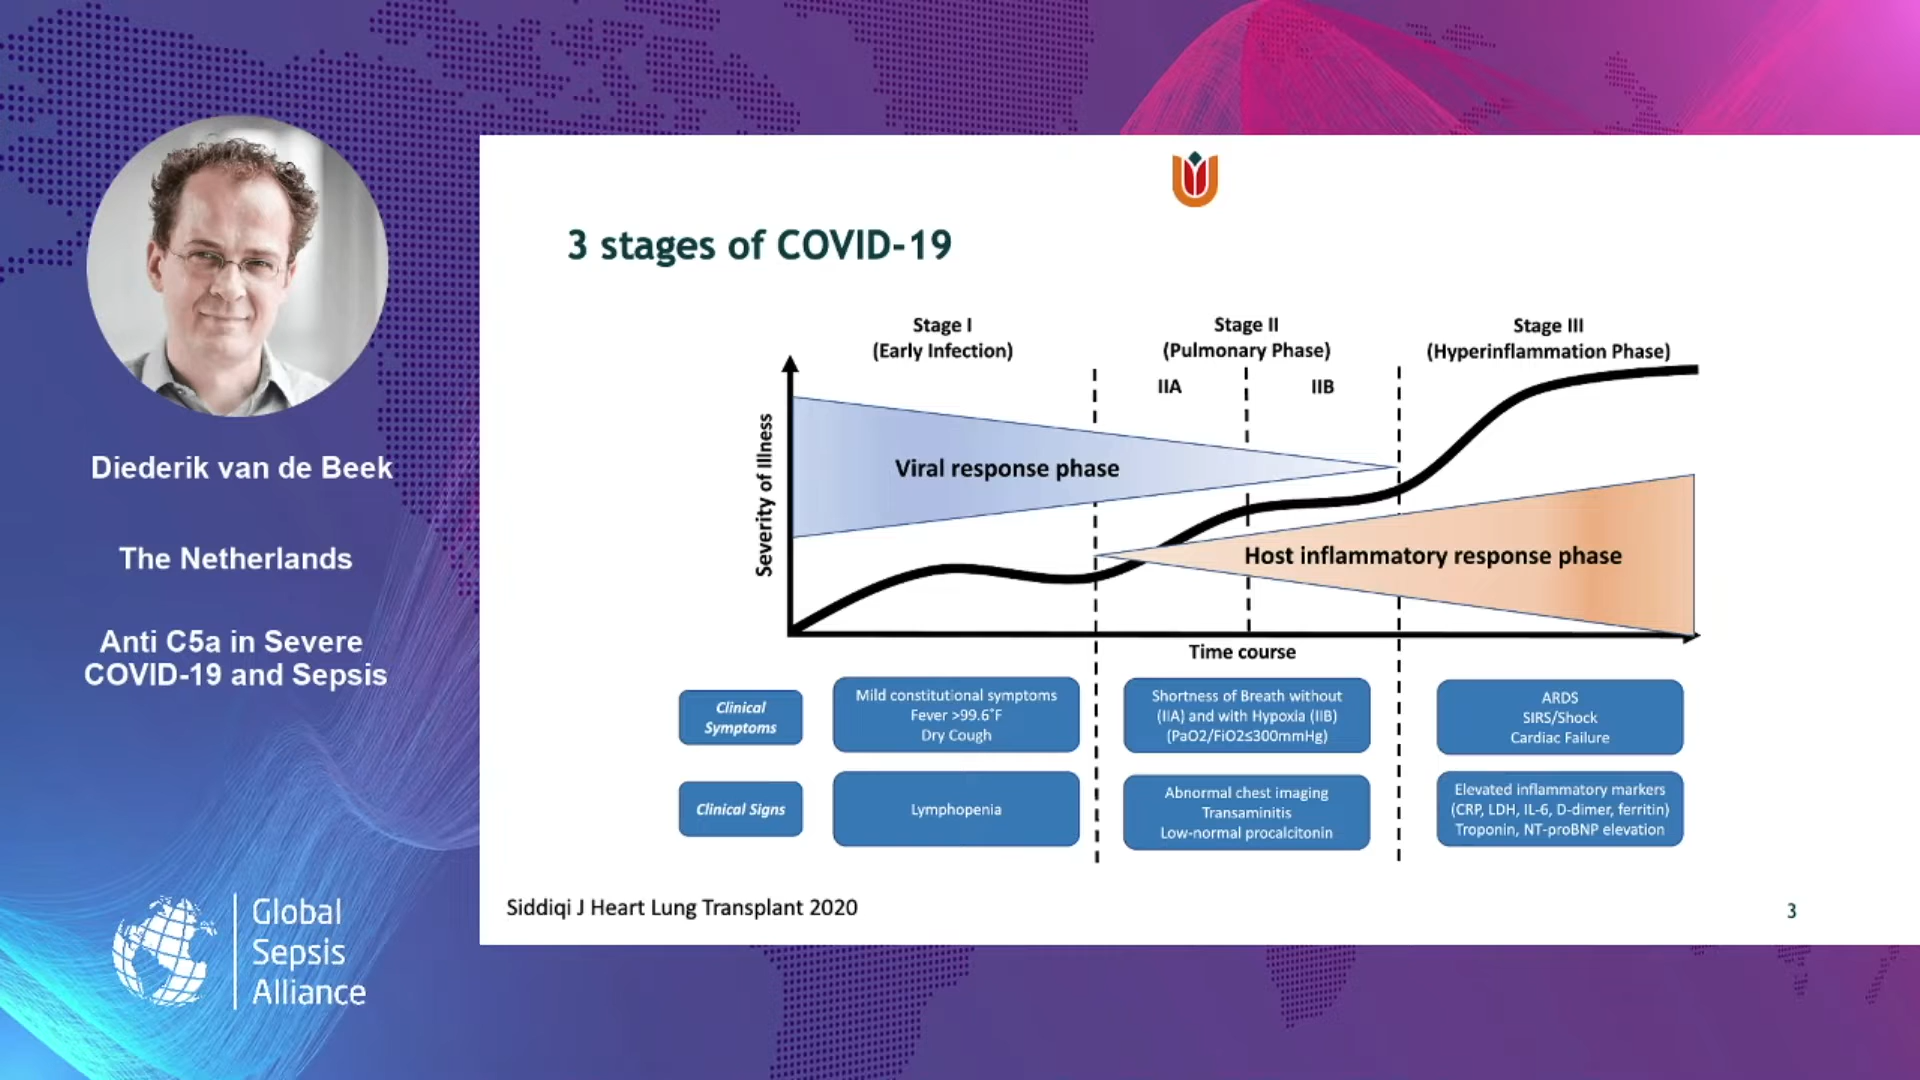 Diederik van de Beek
The Netherlands
Anti C5a in Severe
COVID-19 and Sepsis
Global
Sepsis
Alliance
3 stages of COVID-19
Stage I
(Early Infection)
Stage II
(Pulmonary Phase)
IIA
IIB
Stage III
(Hyperinflammation Phase)
Severity of Illness
Viral response phase
Host inflammatory response phase
Time course
Clinical
Symptoms
Mild constitutional symptoms
Fever >99.6°F
Dry Cough
Shortness of Breath without
(IIA) and with Hypoxia (IIB)
(PaO2/FiO2≤300mmHg)
ARDS
SIRS/Shock
Cardiac Failure
Clinical Signs
Lymphopenia
Abnormal chest imaging
Transaminitis
Low-normal procalcitonin
Elevated inflammatory markers
(CRP, LDH, IL-6, D-dimer, ferritin)
Troponin, NT-proBNP elevation
Siddiqi J Heart Lung Transplant 2020
3